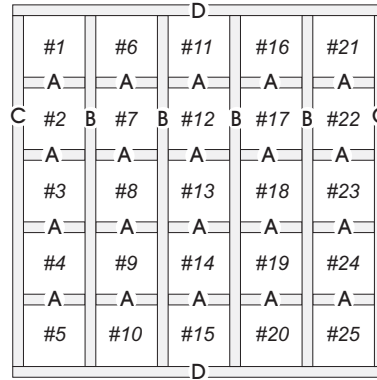 D
#1 #6 #11 #16 #21
A A A A A
C #2 B #7 B #12 B #17 B #22 C
A A A A A
#3 #8 #13 #18 #23
A A A A A
#4 #9 #14 #19 #24
A A A A A
#5 #10 #15 #20 #25
D